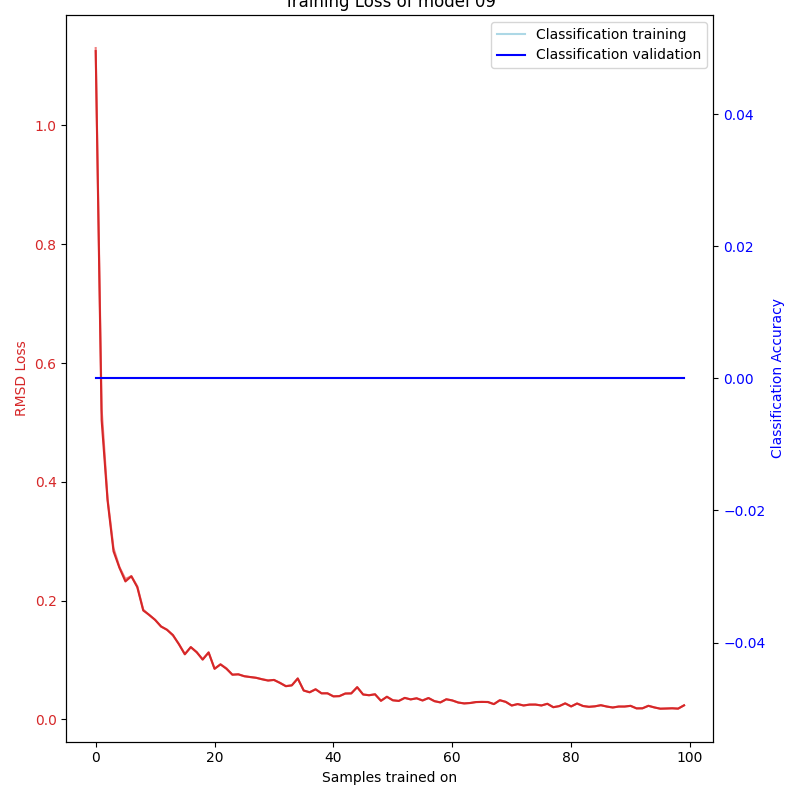 Training Loss of model 09
Classification training
Classification validation
RMSD Loss
1.0
0.8
0.6
0.4
0.2
0.0
0.04
0.02
0.00
−0.02
−0.04
Classification Accuracy
0 20 40 60 80 100
Samples trained on